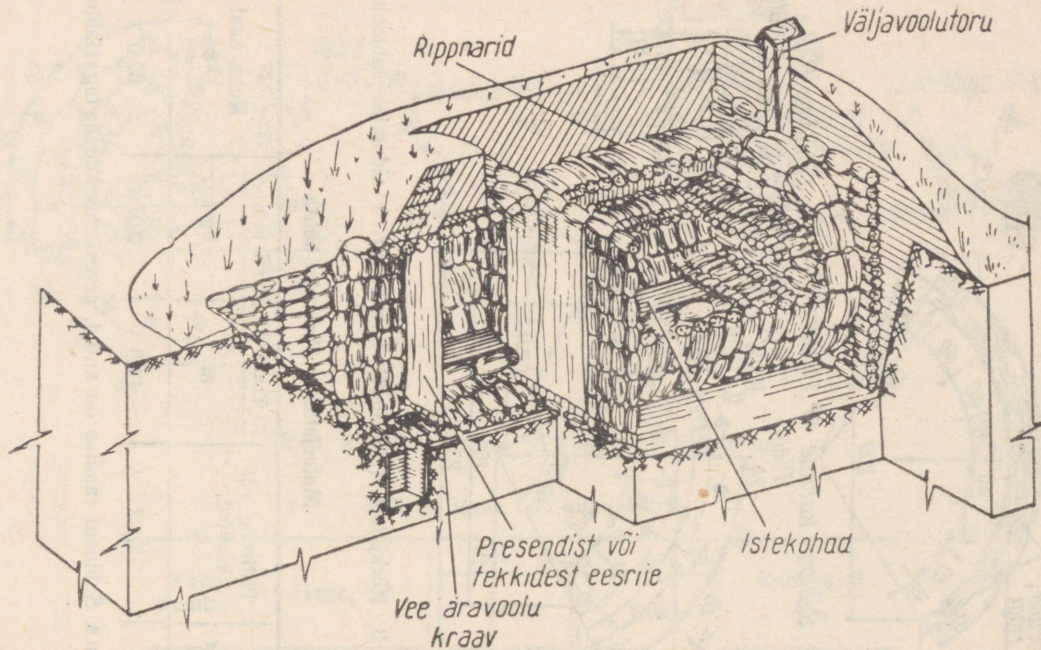 Väljavoolutoru
Rippnarid
Presendist või
tekkidest eesriie
Istekohad
Vee äravoolu
kraav